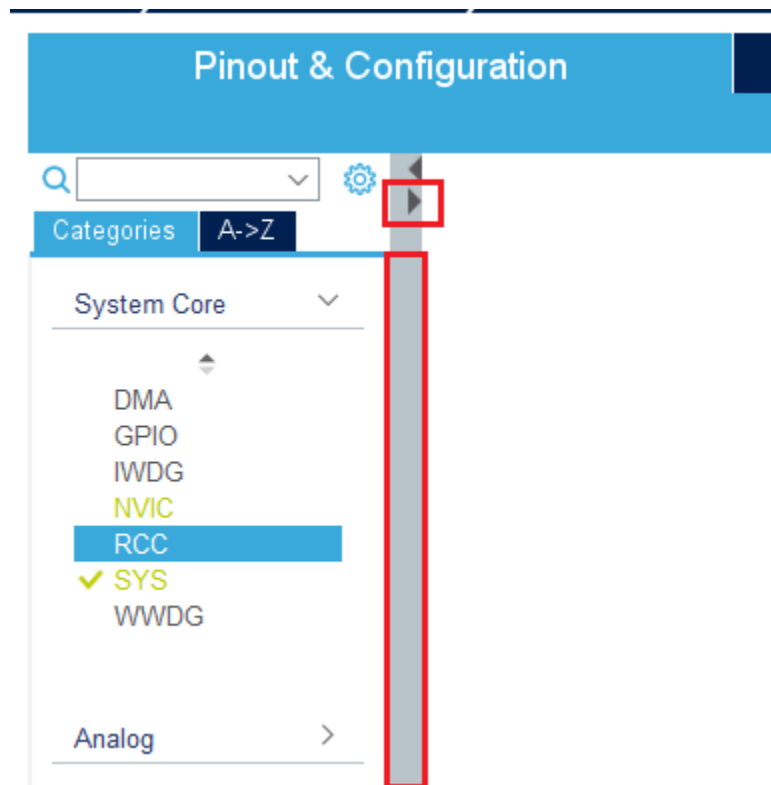 Pinout & Configuration
Categories A->Z
System Core
DMA
GPIO
IWDG
NVIC
RCC
SYS
WWDG
Analog